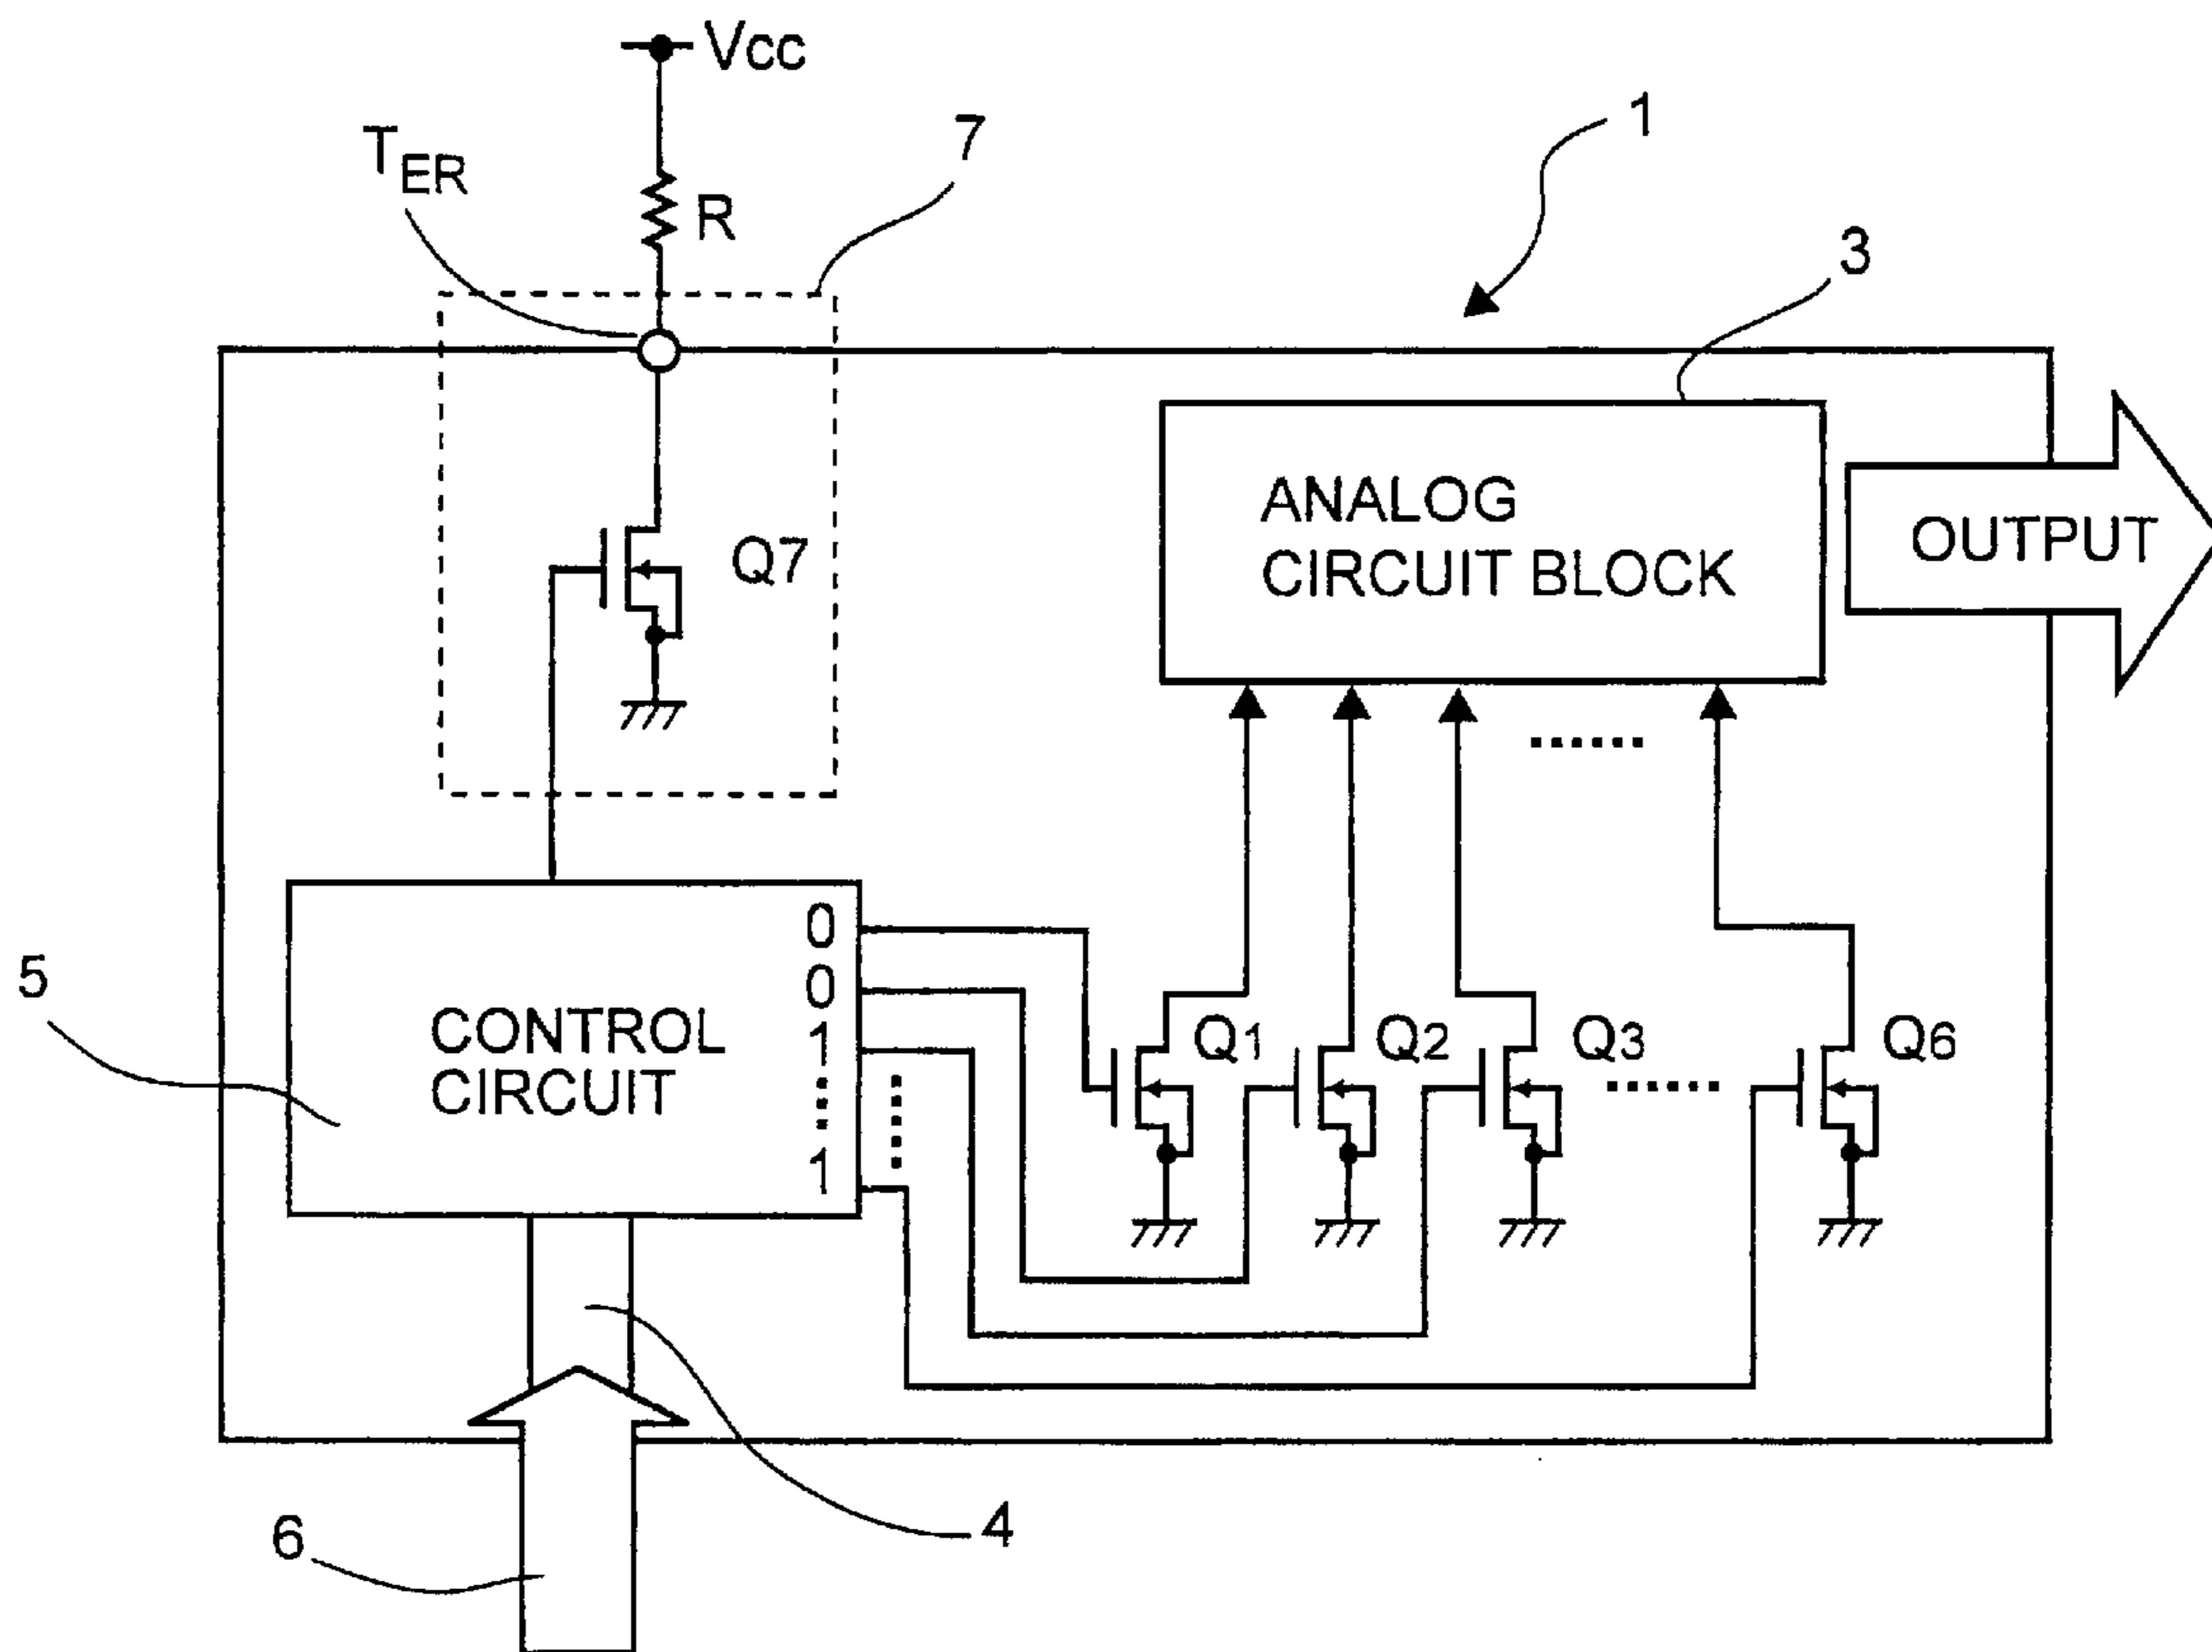 Vcc
1
7
T_ER
R
3
ANALOG
CIRCUIT BLOCK
OUTPUT
Q7
......
0
0
1
1
5
CONTROL
CIRCUIT
Q1
Q2
Q3
......
Q6
4
6